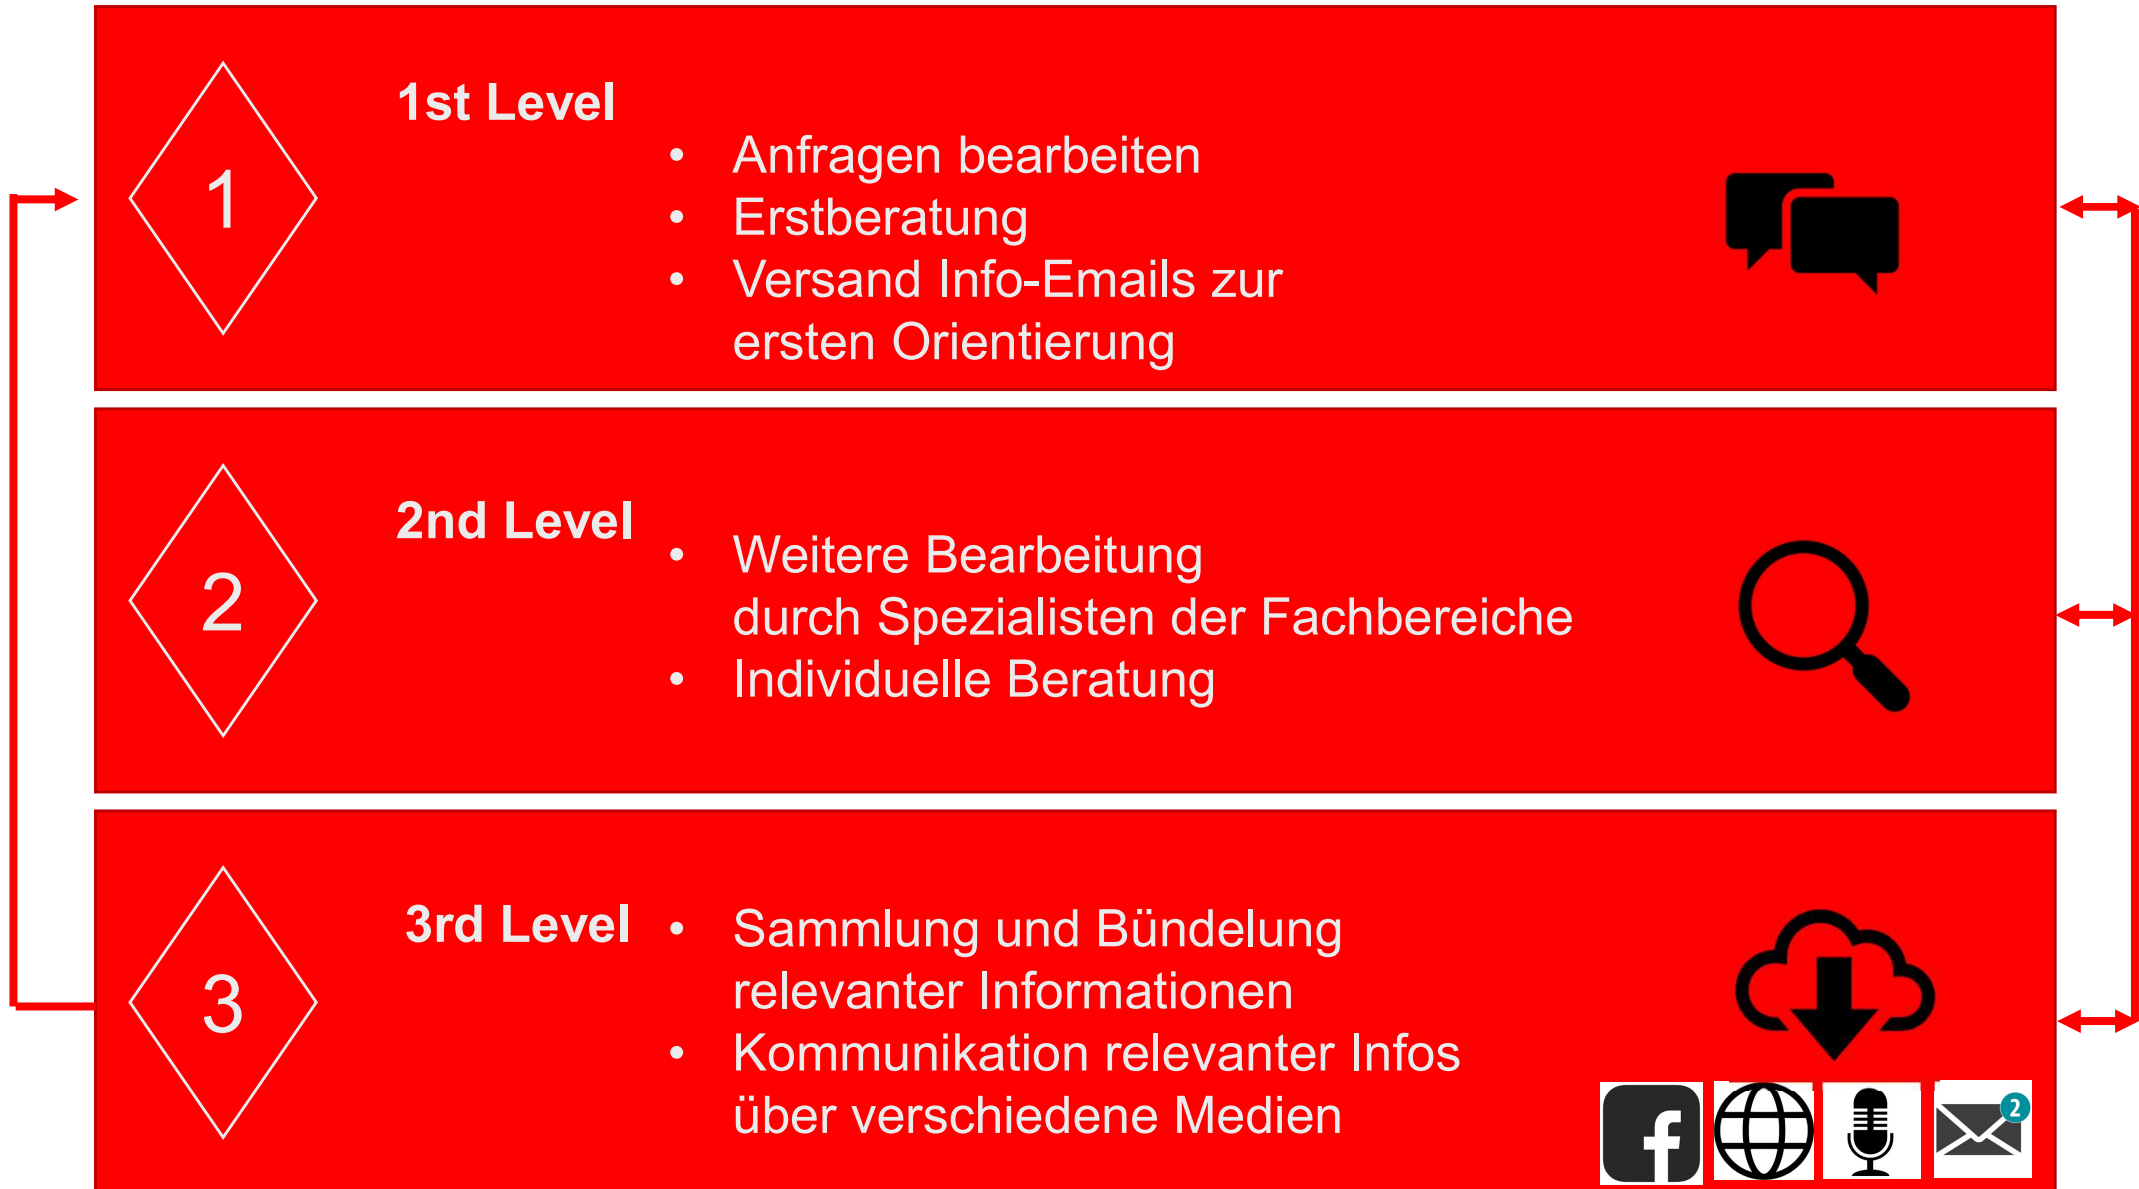 1
1st Level
• Anfragen bearbeiten
• Erstberatung
• Versand Info-Emails zur
ersten Orientierung
2
2nd Level
• Weitere Bearbeitung
durch Spezialisten der Fachbereiche
• Individuelle Beratung
3
3rd Level
• Sammlung und Bündelung
relevanter Informationen
• Kommunikation relevanter Infos
über verschiedene Medien
f
2